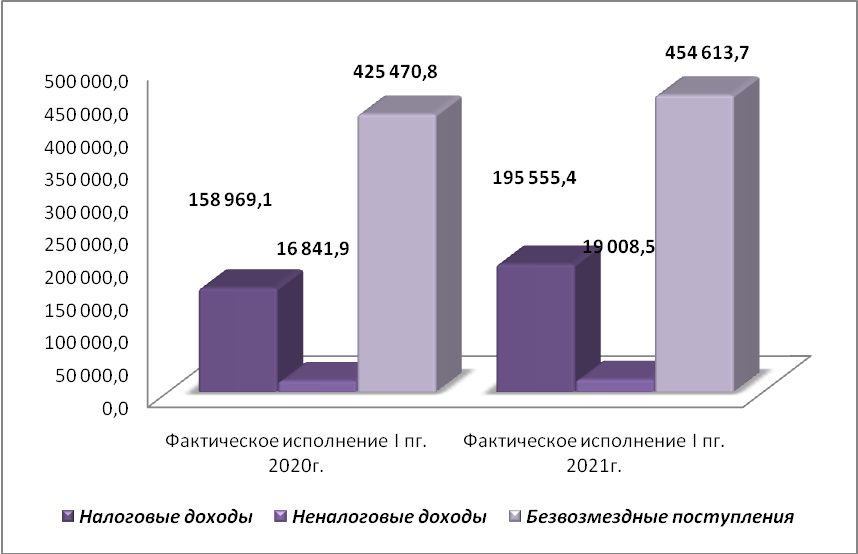 454 613,7
425 470,8
500 000,0
450 000,0
400 000,0
350 000,0
300 000,0
250 000,0
200 000,0
150 000,0
100 000,0
50 000,0
0,0
158 969,1
16 841,9
195 555,4
19 008,5
Фактическое исполнение I пг.
2020г.
Фактическое исполнение I пг.
2021г.
Налоговые доходы
Неналоговые доходы
Безвозмездные поступления